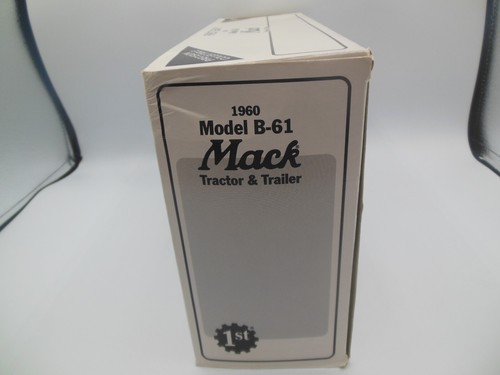 1960
Model B-61
Mack
Tractor & Trailer
1st